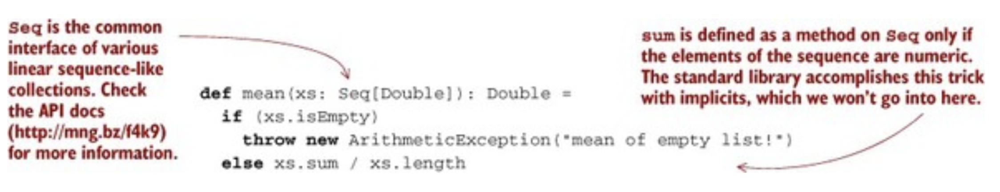 Seq is the common
interface of various
linear sequence-like
collections. Check
the API docs
(http://mng.bz/f4k9)
for more information.
sum is defined as a method on Seq only if
the elements of the sequence are numeric.
The standard library accomplishes this trick
with implicits, which we won't go into here.
def mean(xs: Seq[Double]): Double =
if (xs.isEmpty)
throw new ArithmeticException("mean of empty list!")
else xs.sum / xs.length